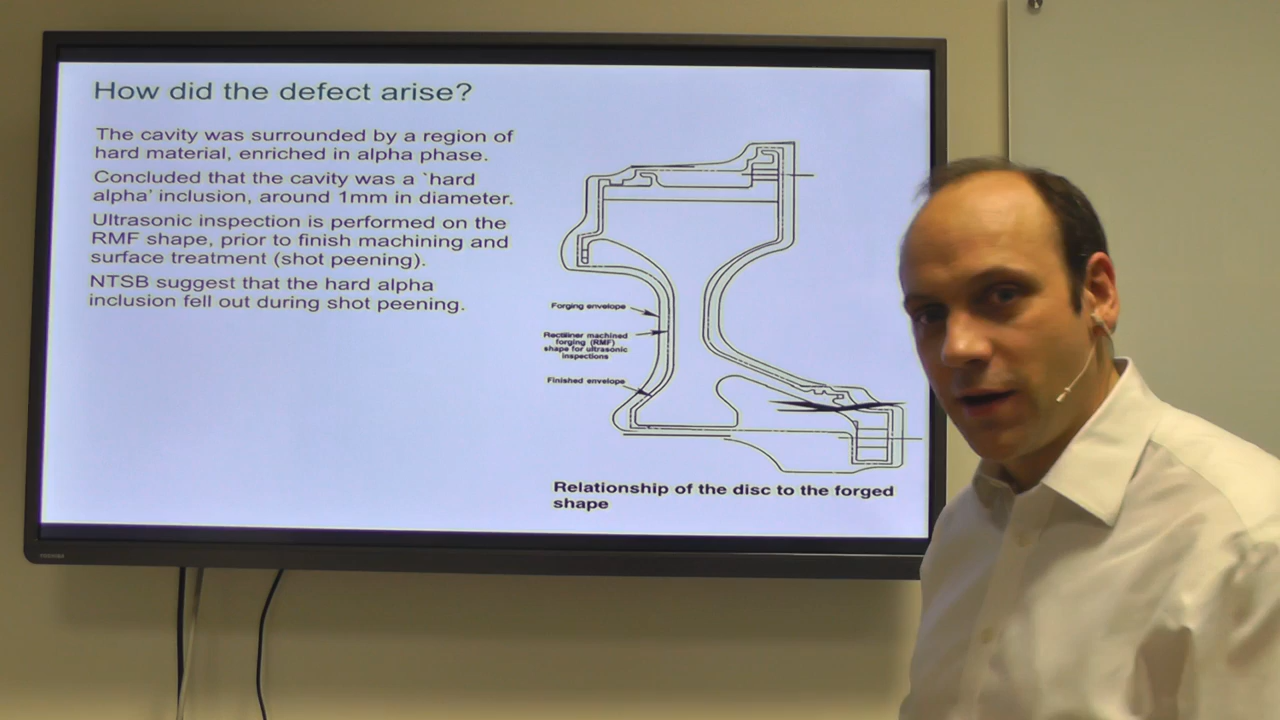 How did the defect arise?
The cavity was surrounded by a region of
hard material, enriched in alpha phase.
Concluded that the cavity was a `hard
alpha' inclusion, around 1mm in diameter.
Ultrasonic inspection is performed on the
RMF shape, prior to finish machining and
surface treatment (shot peening).
NTSB suggest that the hard alpha
inclusion fell out during shot peening.
Forging envelope
Rectiliner machined
forging (RMF)
shape for ultrasonic
inspections
Finished envelope
Relationship of the disc to the forged
shape
TOSHIBA